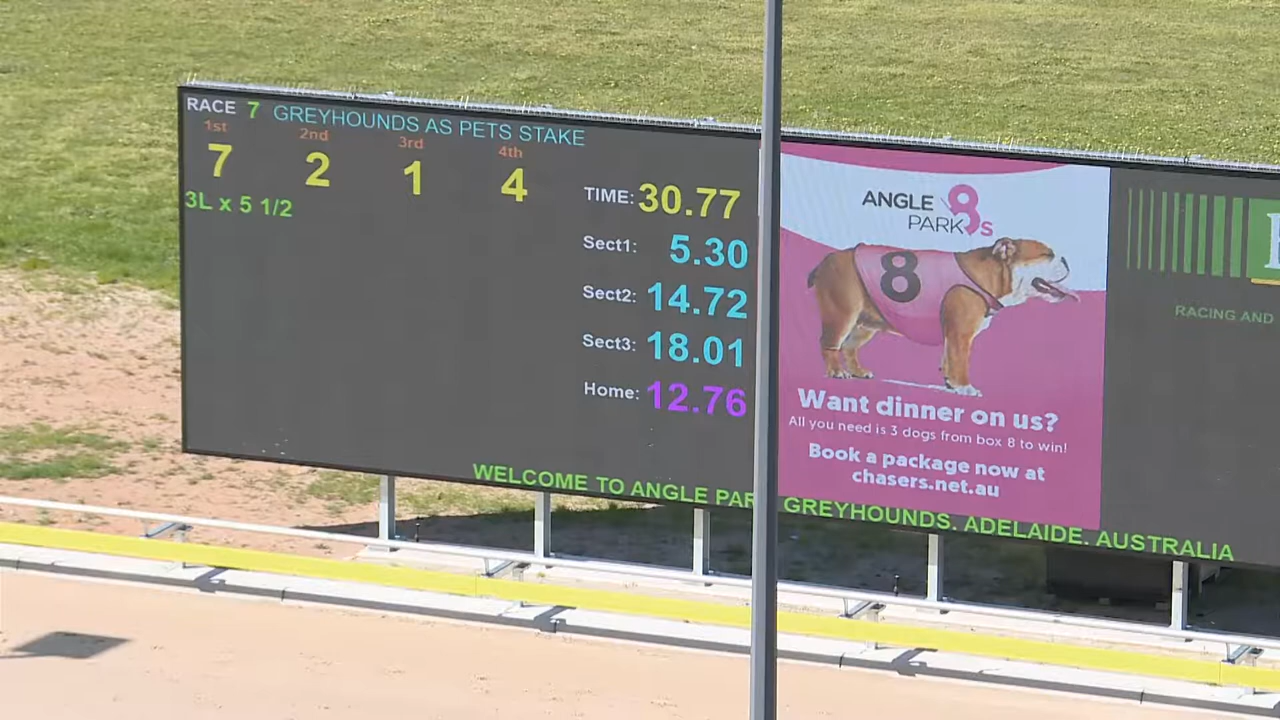 RACE 7 GREYHOUNDS AS PETS STAKE
1st 2nd 3rd 4th
7 2 1 4
3L x 5 1/2
TIME: 30.77
Sect1: 5.30
Sect2: 14.72
Sect3: 18.01
Home: 12.76
ANGLE
PARK 8s
8
Want dinner on us?
All you need is 3 dogs from box 8 to win!
Book a package now at
chasers.net.au
RACING AND
WELCOME TO ANGLE PAR GREYHOUNDS. ADELAIDE. AUSTRALIA